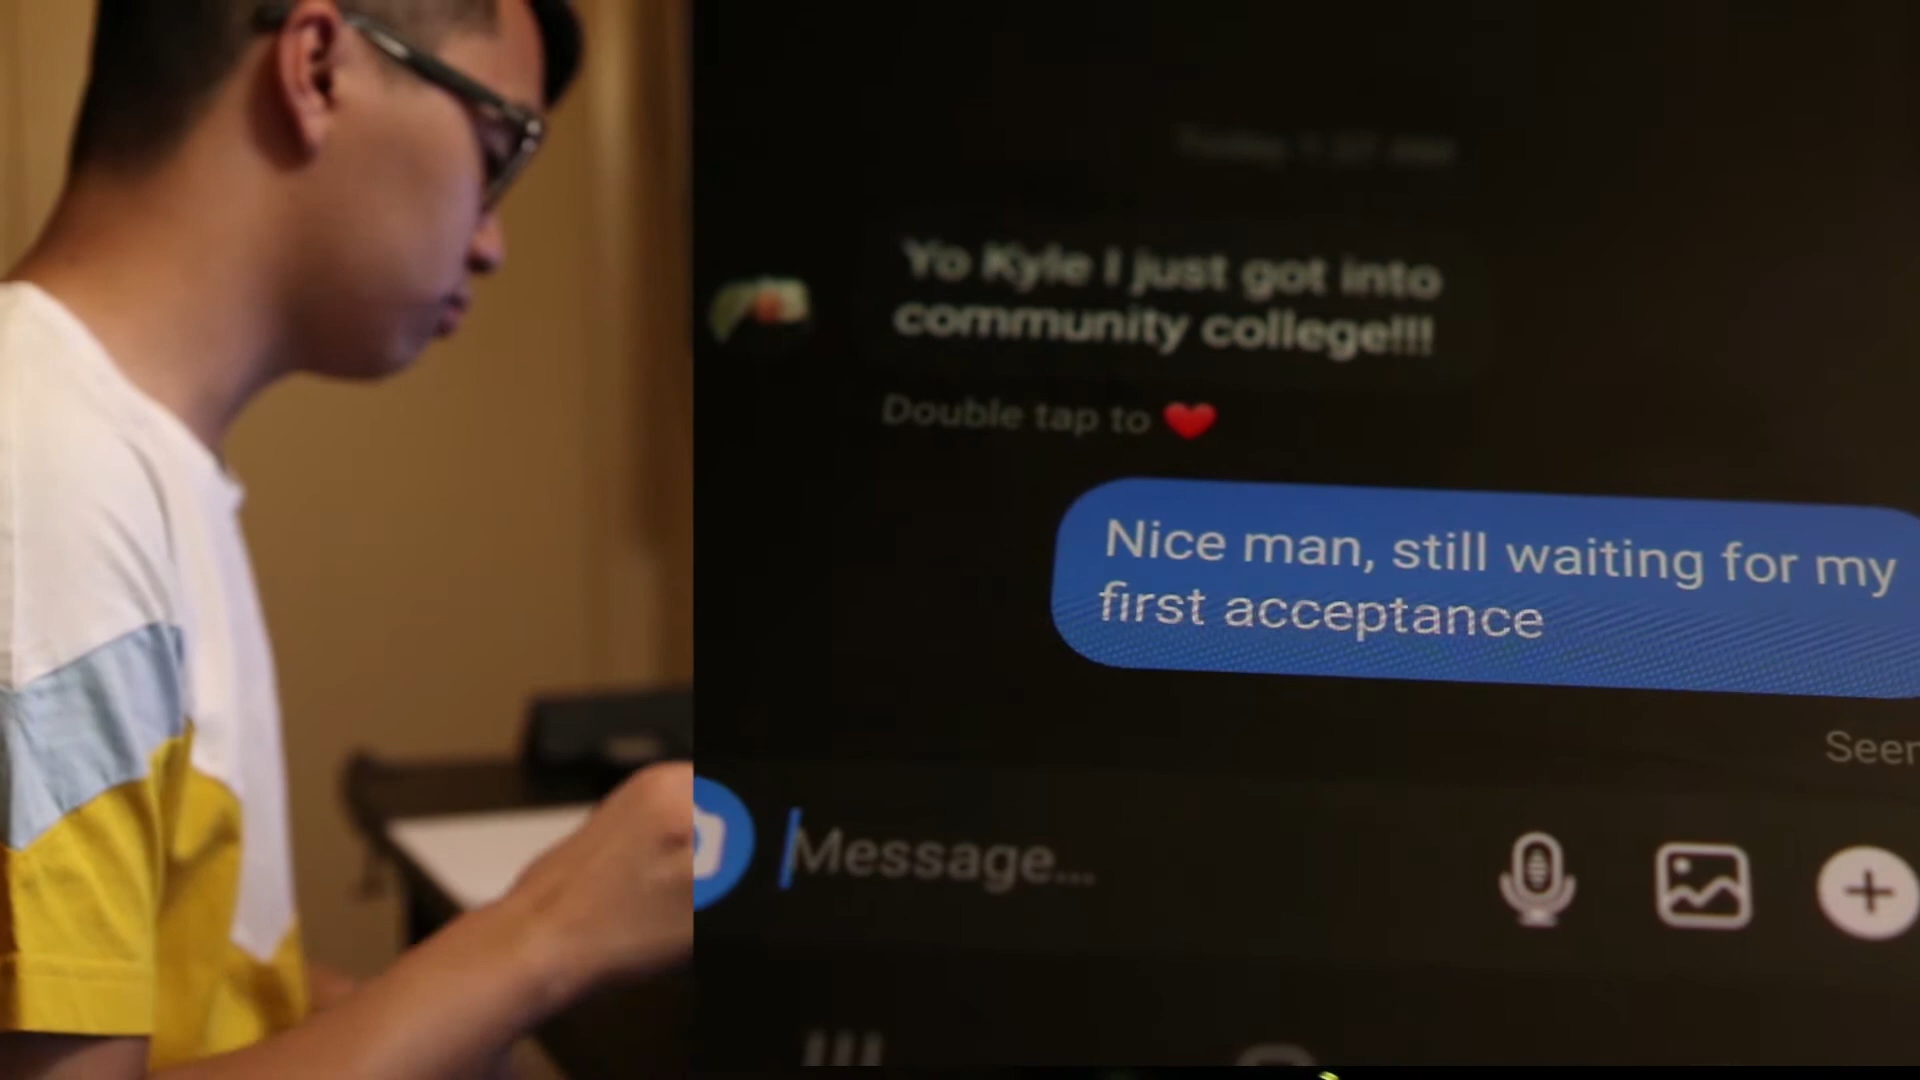 Yo Kyle I just got into
community college!!!
Double tap to
Nice man, still waiting for my
first acceptance
Message...